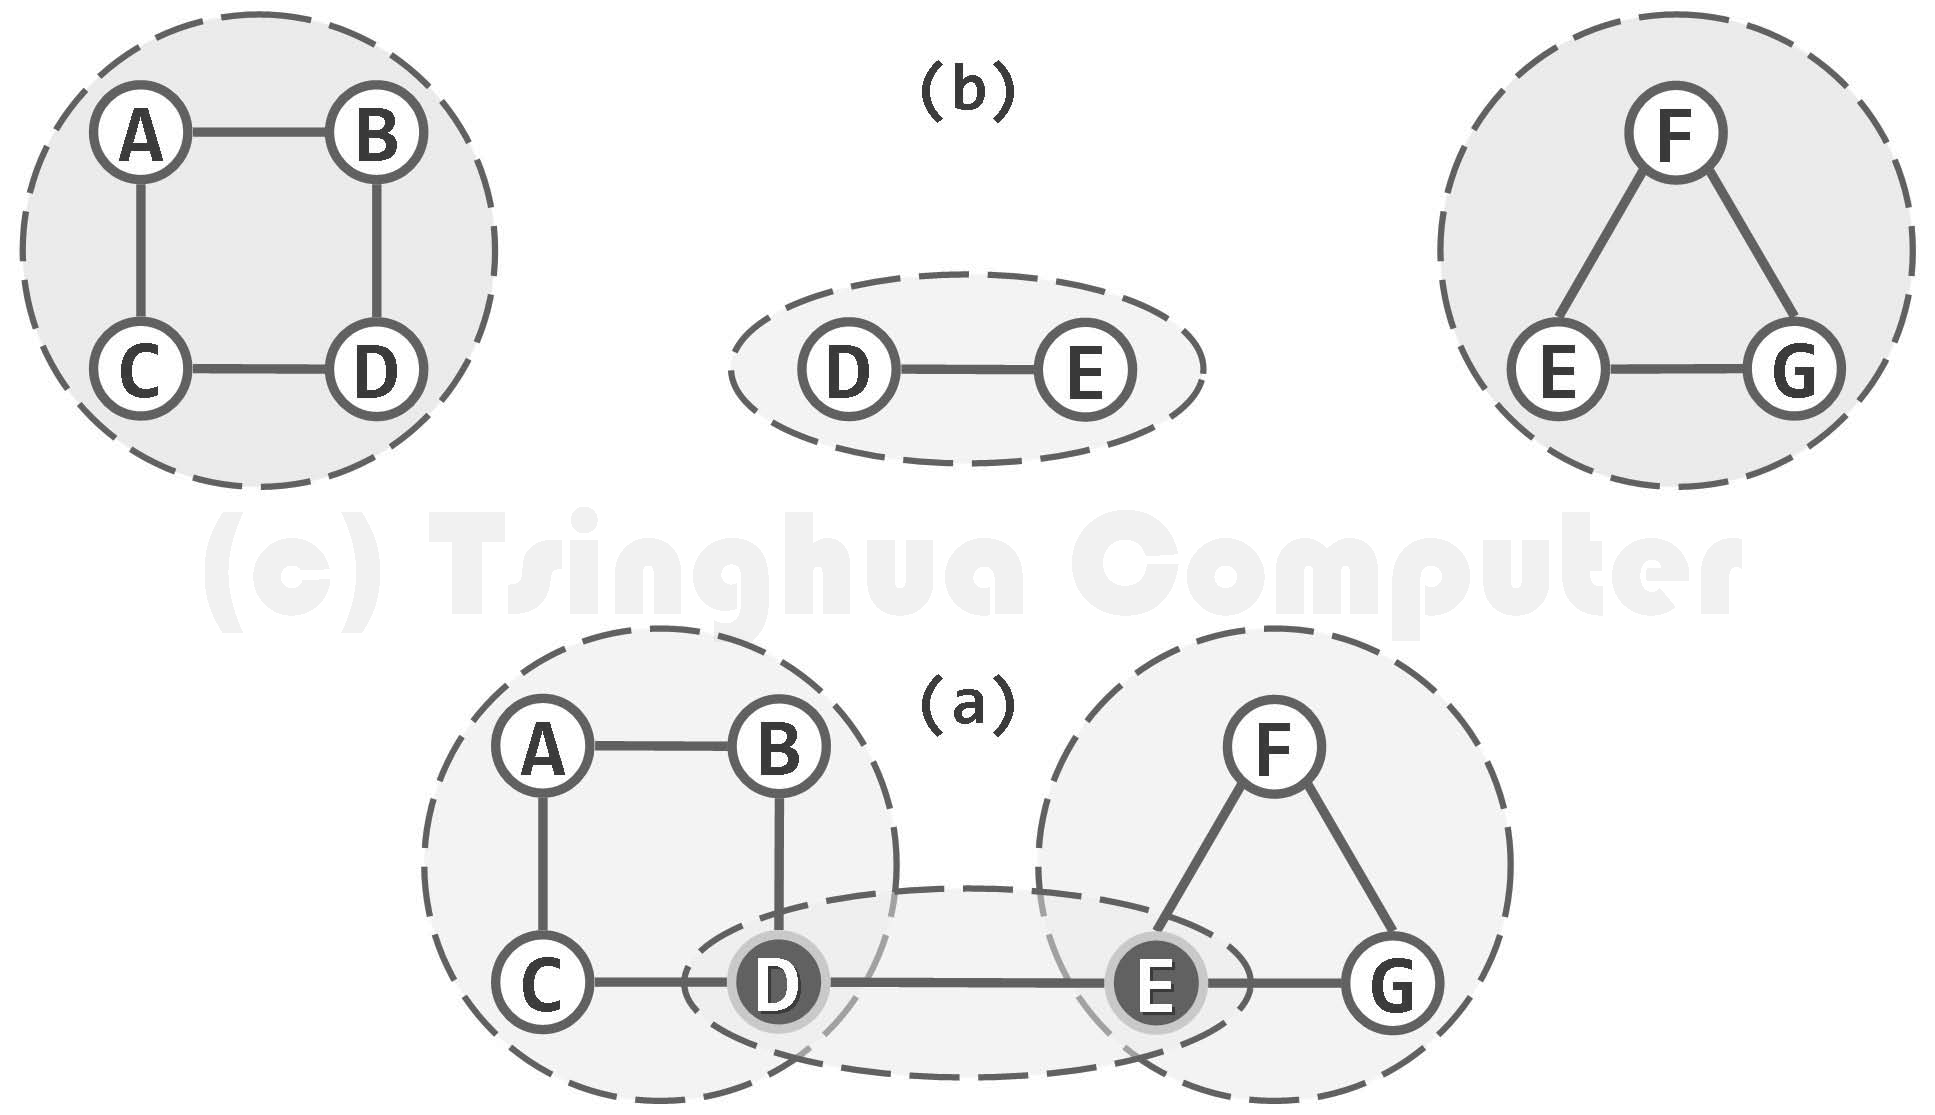 (b)
A B F
C D D E E G
(c) Tsinghua Computer
(a)
A B F
C D E G